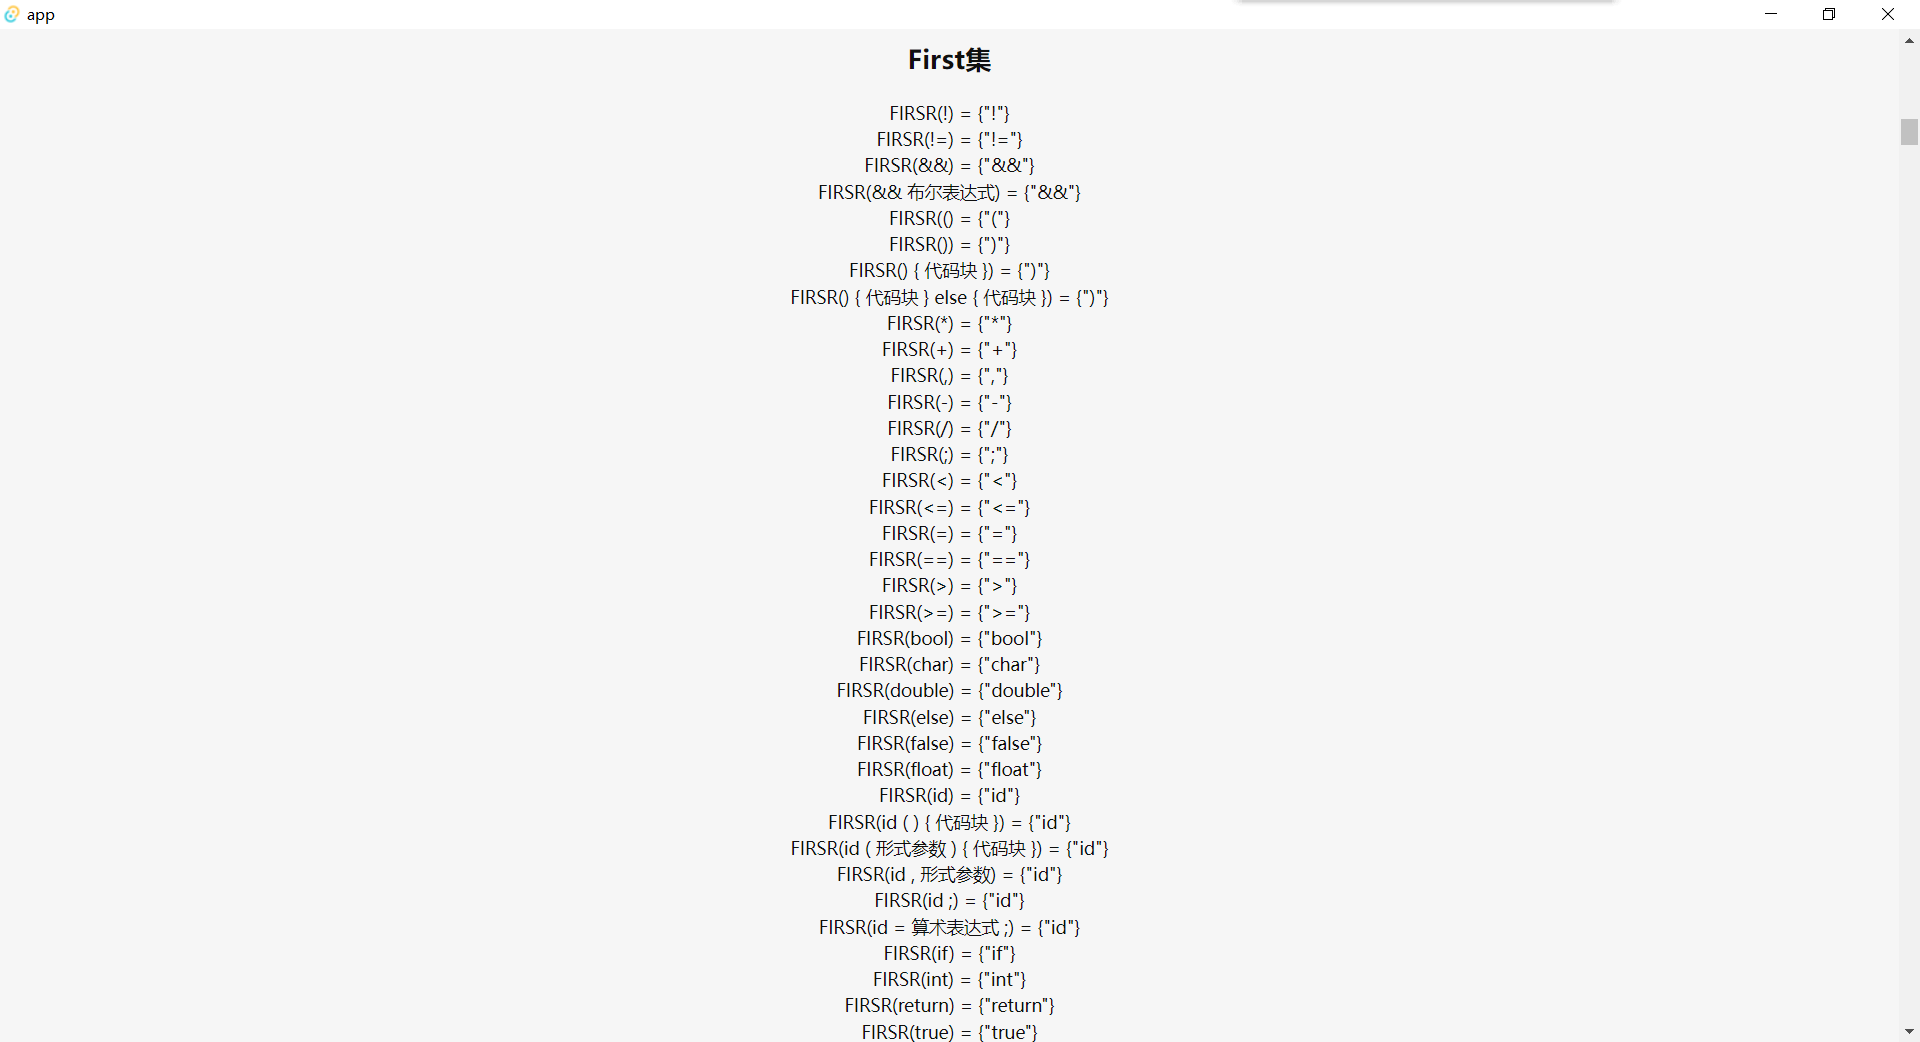 app
First集
FIRSR(!) = {"!"}
FIRSR(!=) = {"!="}
FIRSR(&&) = {"&&"}
FIRSR(&& 布尔表达式) = {"&&"}
FIRSR(() = {"("}
FIRSR()) = {")"}
FIRSR() { 代码块 }) = {")"}
FIRSR() { 代码块 } else { 代码块 }) = {")"}
FIRSR(*) = {"*"}
FIRSR(+) = {"+"}
FIRSR(,) = {","}
FIRSR(-) = {"-"}
FIRSR(/) = {"/"}
FIRSR(;) = {";"}
FIRSR(<) = {"<"}
FIRSR(<=) = {"<="}
FIRSR(=) = {"="}
FIRSR(==) = {"=="}
FIRSR(>) = {">"}
FIRSR(>=) = {">="}
FIRSR(bool) = {"bool"}
FIRSR(char) = {"char"}
FIRSR(double) = {"double"}
FIRSR(else) = {"else"}
FIRSR(false) = {"false"}
FIRSR(float) = {"float"}
FIRSR(id) = {"id"}
FIRSR(id ( ) { 代码块 }) = {"id"}
FIRSR(id ( 形式参数 ) { 代码块 }) = {"id"}
FIRSR(id , 形式参数) = {"id"}
FIRSR(id ;) = {"id"}
FIRSR(id = 算术表达式 ;) = {"id"}
FIRSR(if) = {"if"}
FIRSR(int) = {"int"}
FIRSR(return) = {"return"}
FIRSR(true) = {"true"}